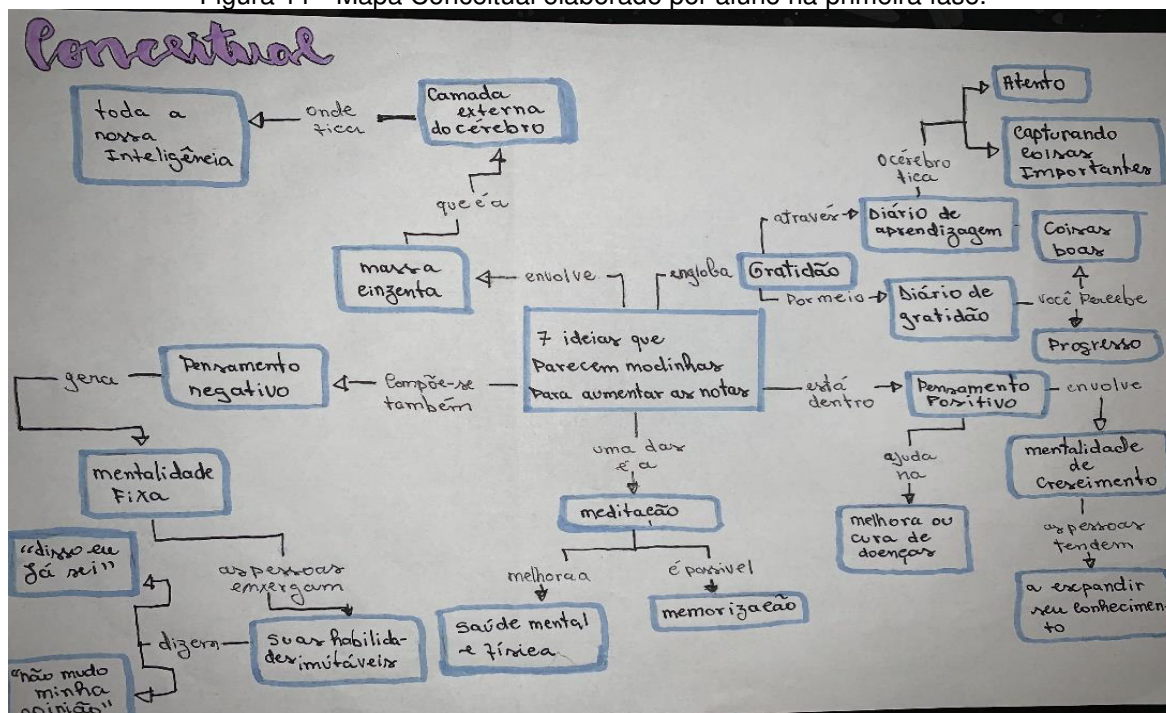 Figura 11 - Mapa Conceitual elaborado por aluno na primeira fase.
Conceitual
toda a
nossa
Inteligência
onde
fica
Camada
externa
do cérebro
que é a
massa
cinzenta
envolve
7 ideias que
Parecem modinhas
Para aumentar as notas
engloba
Gratidão
através
Diário de
aprendizagem
o cérebro
fica
Atento
Capturando
coisas
Importantes
Por meio
Diário de
gratidão
você Percebe
Coisas
boas
Progresso
está
dentro
Pensamento
Positivo
envolve
mentalidade
de
Crescimento
as pessoas
tendem
a expandir
seu conhecimen-
to
ajuda
na
melhora ou
cura de
doenças
uma das
é a
meditação
melhora a
saúde mental
e física
é possivel
memorização
Compõe-se
também
Pensamento
negativo
gera
mentalidade
Fixa
as pessoas
enxergam
suas habilida-
des imutáveis
dizem
"disso eu
Já sei"
"não mudo
minha
opinião"